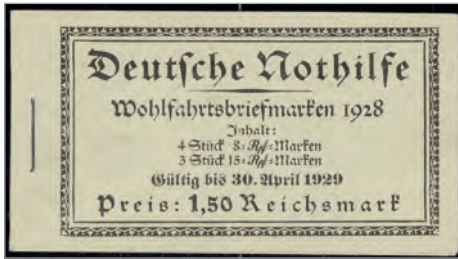 Deutſche Nothilfe
Wohlfahrtsbriefmarken 1928
Inhalt:
4 Stück 8=Rpf=Marken
3 Stück 15=Rpf=Marken
Gültig bis 30. April 1929
Preis: 1,50 Reichsmark